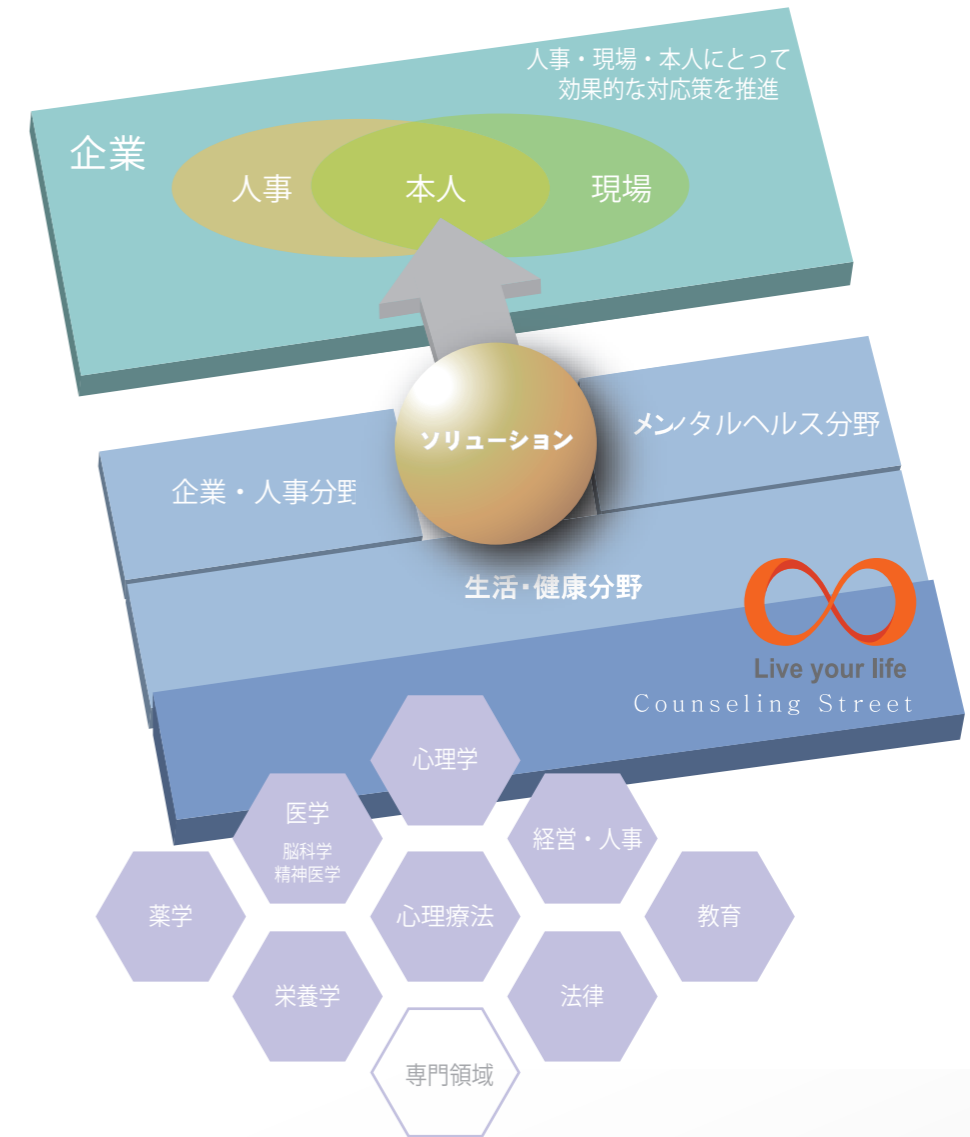 人事・現場・本人にとって
効果的な対応策を推進
企業
人事
本人
現場
ソリューション
メンタルヘルス分野
企業・人事分野
生活・健康分野
Live your life
Counseling Street
心理学
医学
脳科学
精神医学
経営・人事
薬学
心理療法
教育
栄養学
法律
専門領域